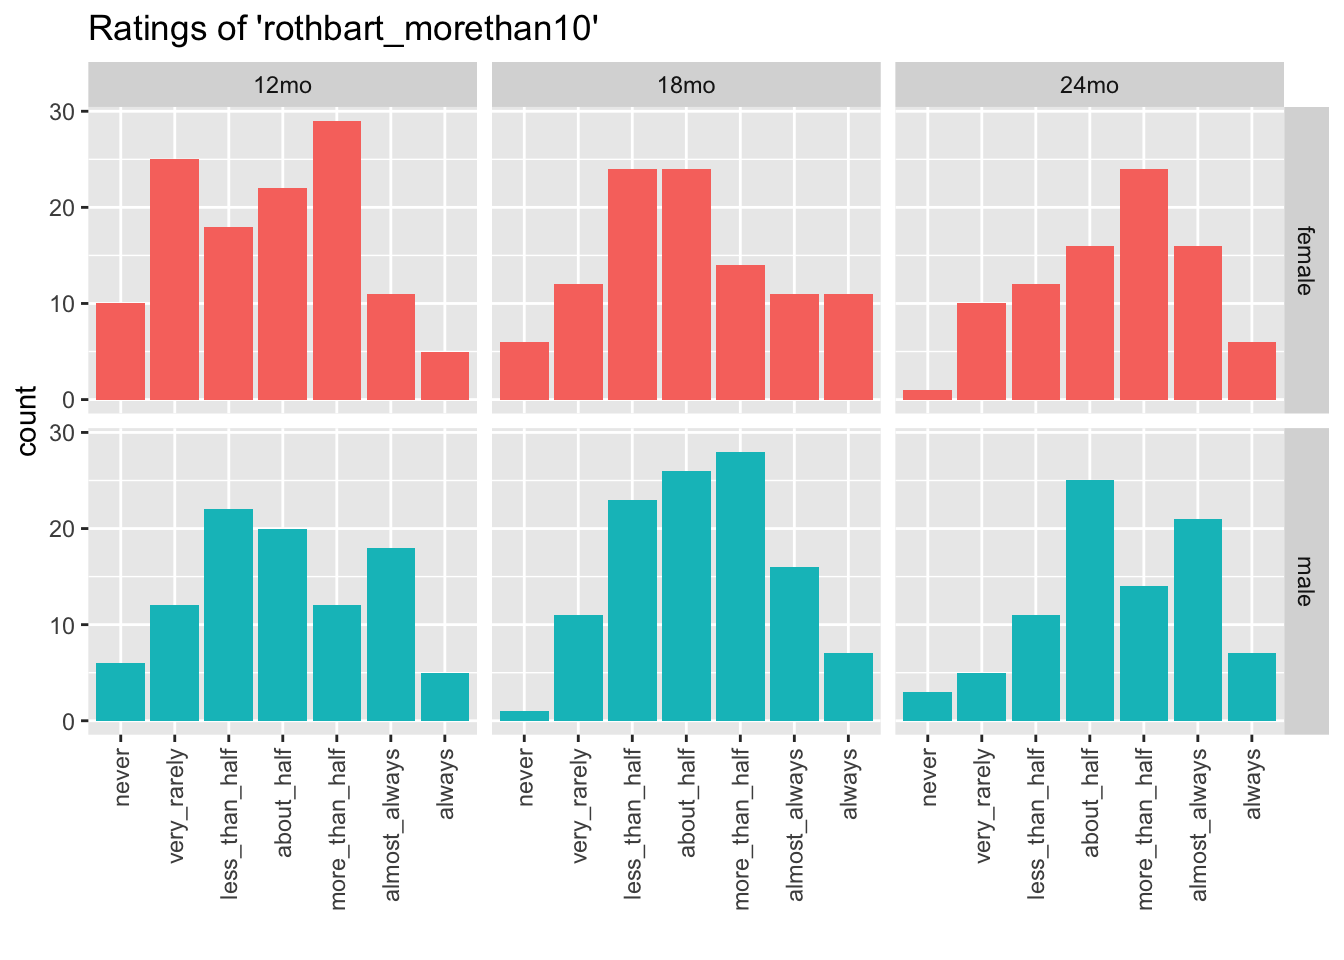 Ratings of 'rothbart_morethan10'
12mo 18mo 24mo
30
20
10
0
female
count
30
20
10
0
male
never very_rarely less_than_half about_half more_than_half almost_always always never very_rarely less_than_half about_half more_than_half almost_always always never very_rarely less_than_half about_half more_than_half almost_always always